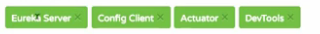 Eureka Server × Config Client × Actuator × DevTools ×